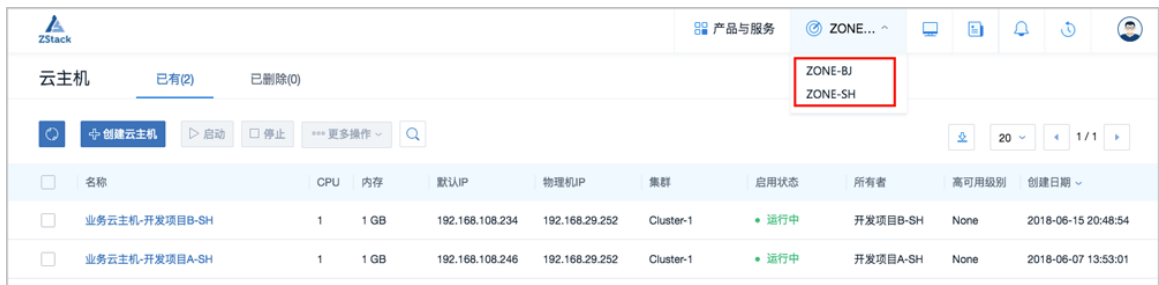 ZStack
产品与服务 ZONE...
ZONE-BJ
ZONE-SH
云主机 已有(2) 已删除(0)
创建云主机 启动 停止 更多操作 20 1 / 1
名称 CPU 内存 默认IP 物理机IP 集群 启用状态 所有者 高可用级别 创建日期
业务云主机-开发项目B-SH 1 1 GB 192.168.108.234 192.168.29.252 Cluster-1 运行中 开发项目B-SH None 2018-06-15 20:48:54
业务云主机-开发项目A-SH 1 1 GB 192.168.108.246 192.168.29.252 Cluster-1 运行中 开发项目A-SH None 2018-06-07 13:53:01